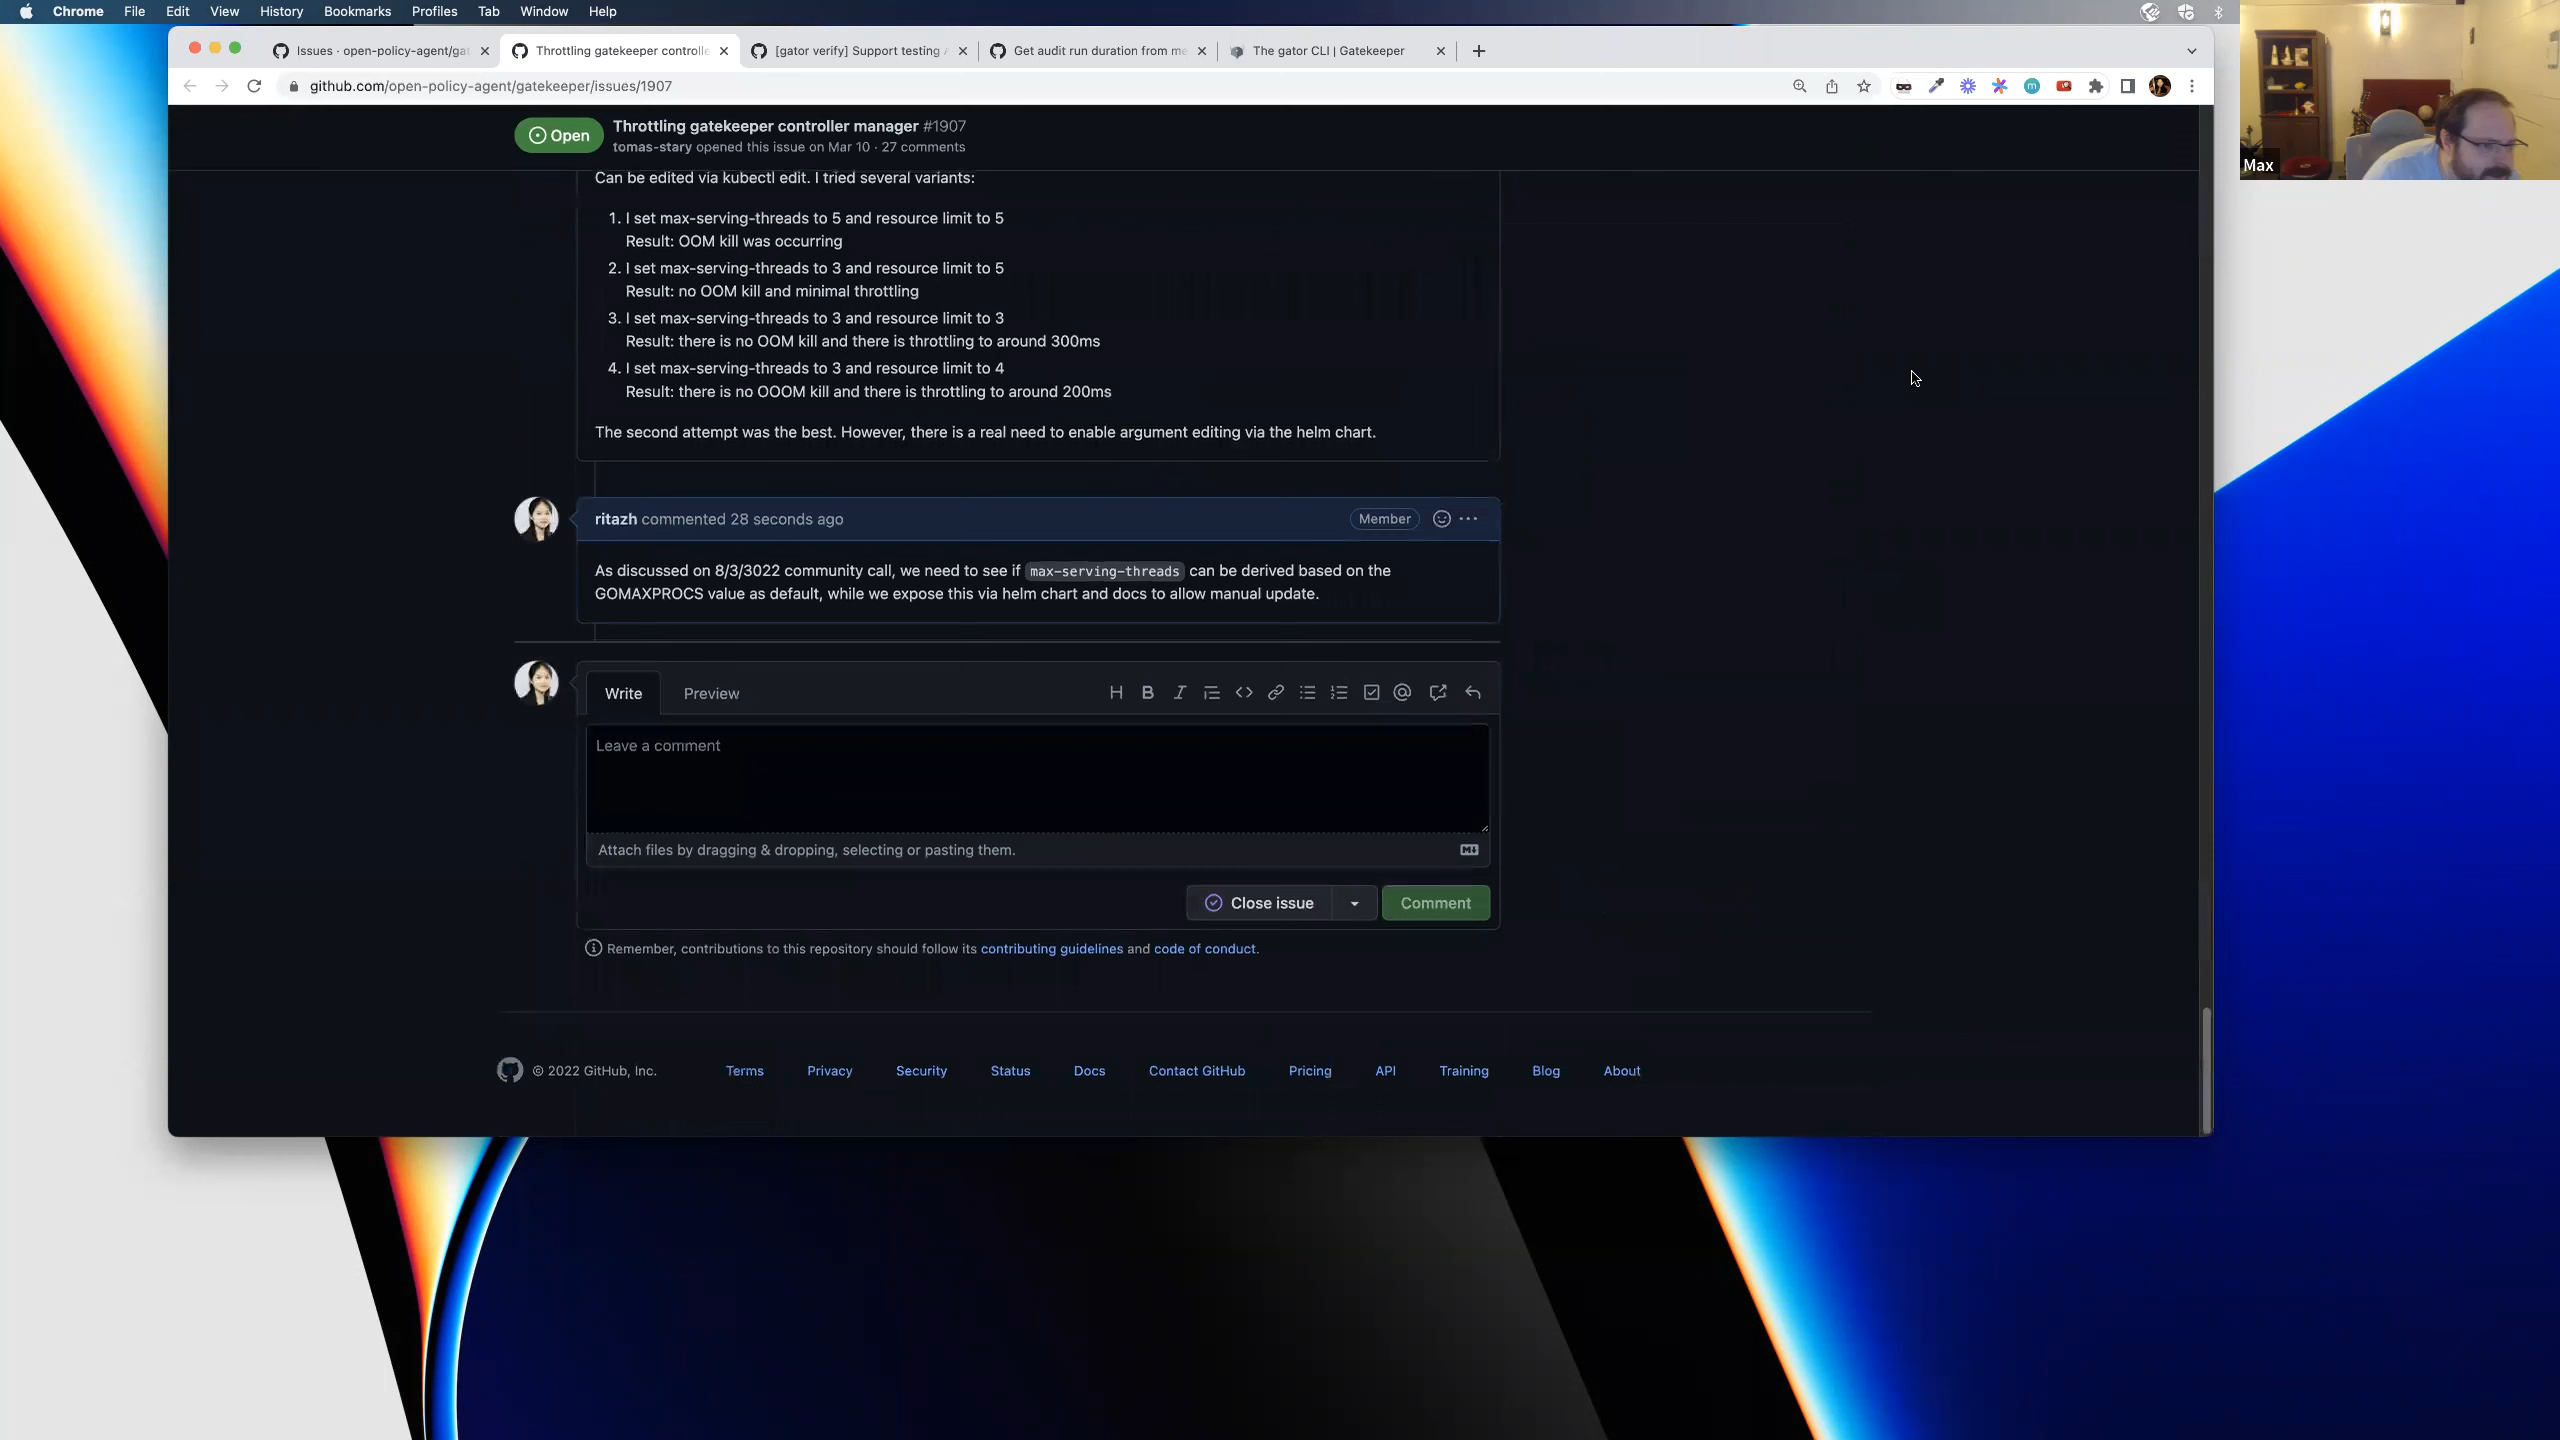 Chrome File Edit View History Bookmarks Profiles Tab Window Help
Issues · open-policy-agent/gat
Throttling gatekeeper controlle
[gator verify] Support testing
Get audit run duration from me
The gator CLI | Gatekeeper
github.com/open-policy-agent/gatekeeper/issues/1907
Max
Open
Throttling gatekeeper controller manager #1907
tomas-stary opened this issue on Mar 10 · 27 comments
Can be edited via kubectl edit. I tried several variants:
1. I set max-serving-threads to 5 and resource limit to 5
Result: OOM kill was occurring
2. I set max-serving-threads to 3 and resource limit to 5
Result: no OOM kill and minimal throttling
3. I set max-serving-threads to 3 and resource limit to 3
Result: there is no OOM kill and there is throttling to around 300ms
4. I set max-serving-threads to 3 and resource limit to 4
Result: there is no OOOM kill and there is throttling to around 200ms
The second attempt was the best. However, there is a real need to enable argument editing via the helm chart.
ritazh commented 28 seconds ago
Member
As discussed on 8/3/3022 community call, we need to see if max-serving-threads can be derived based on the
GOMAXPROCS value as default, while we expose this via helm chart and docs to allow manual update.
Write Preview
Leave a comment
Attach files by dragging & dropping, selecting or pasting them.
Close issue
Comment
Remember, contributions to this repository should follow its contributing guidelines and code of conduct.
© 2022 GitHub, Inc. Terms Privacy Security Status Docs Contact GitHub Pricing API Training Blog About